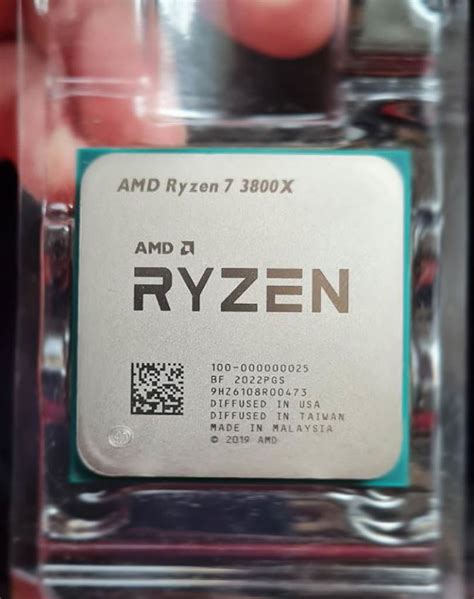 AMD Ryzen 7 3800X
AMD
RYZEN
100-000000025
BF 2022PGS
9HZ6108R00473
DIFFUSED IN USA
DIFFUSED IN TAIWAN
MADE IN MALAYSIA
© 2019 AMD